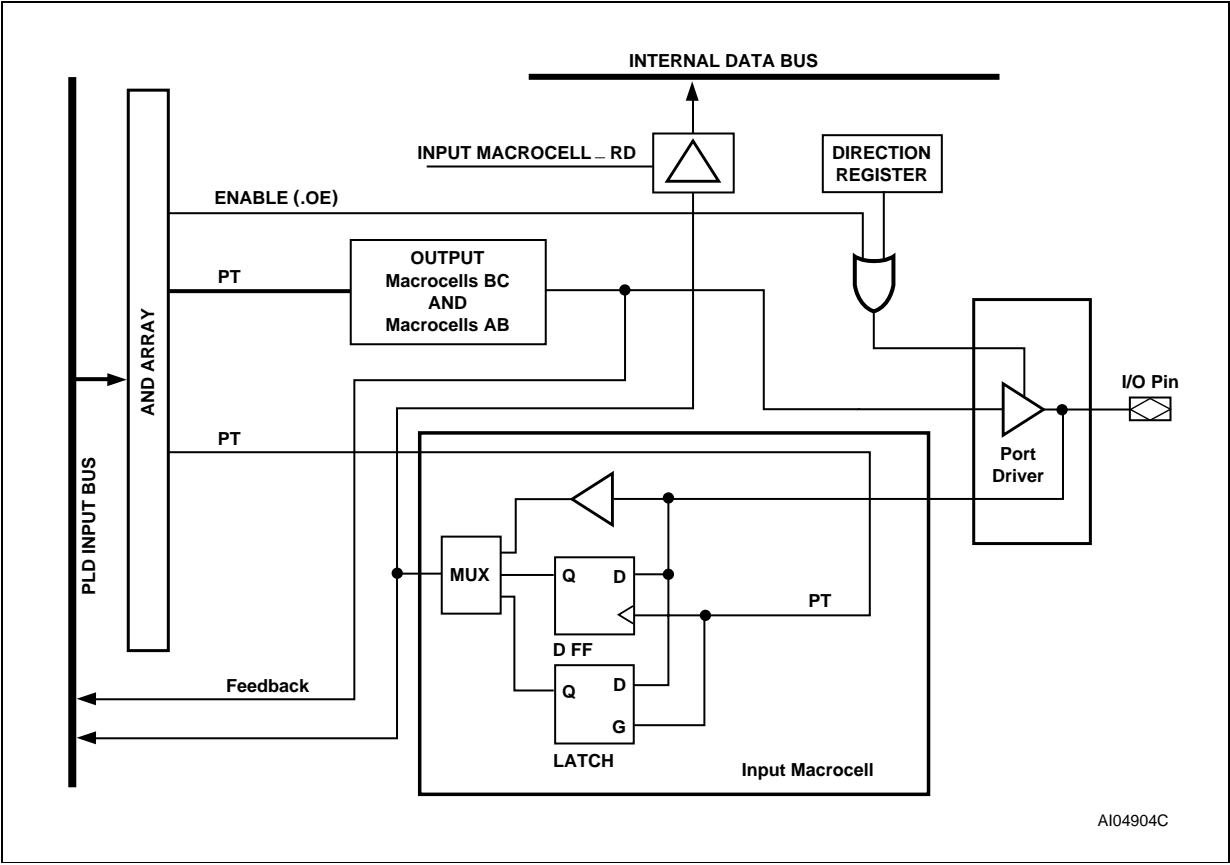 INTERNAL DATA BUS
INPUT MACROCELL _ RD
DIRECTION
REGISTER
ENABLE (.OE)
OUTPUT
Macrocells BC
AND
Macrocells AB
PT
AND ARRAY
I/O Pin
PT
Port
Driver
PLD INPUT BUS
MUX
Q D
PT
D FF
Feedback
Q D
G
LATCH
Input Macrocell
AI04904C